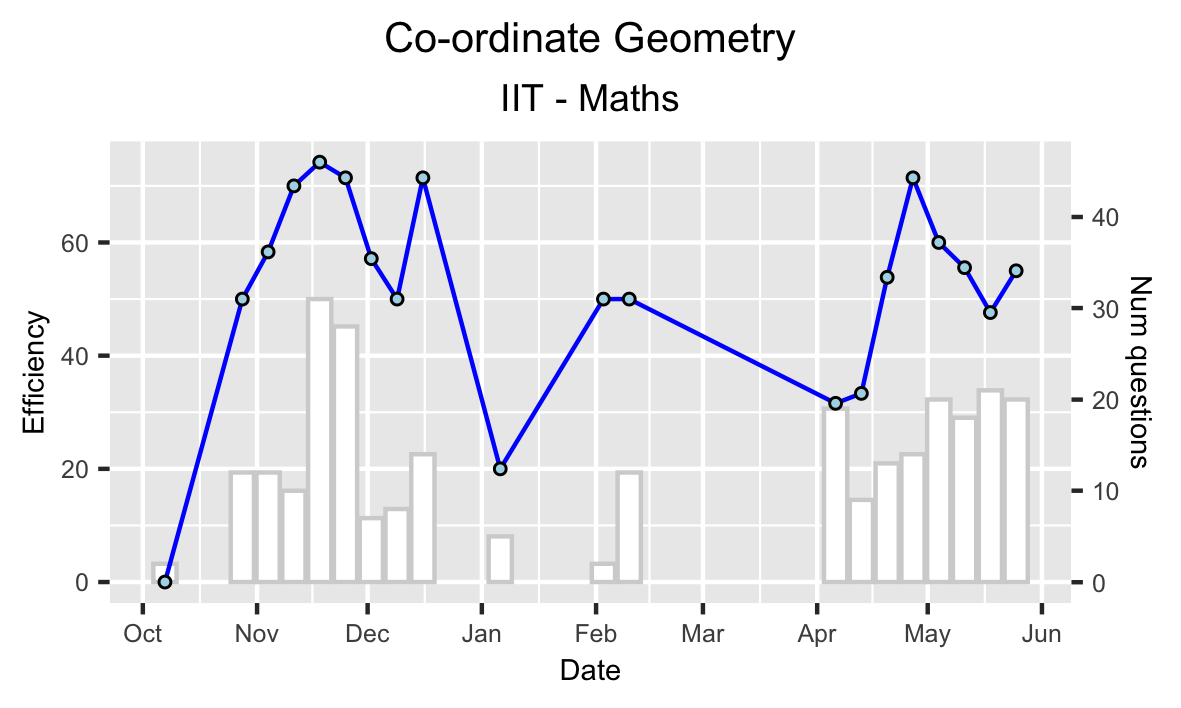 Co-ordinate Geometry
IIT - Maths
Efficiency
60
40
20
0
40
30
20
10
0
Num questions
Oct Nov Dec Jan Feb Mar Apr May Jun
Date